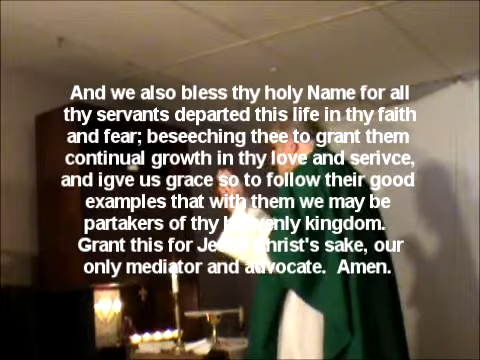 And we also bless thy holy Name for all
thy servants departed this life in thy faith
and fear; beseeching thee to grant them
continual growth in thy love and serivce,
and igve us grace so to follow their good
examples that with them we may be
partakers of thy heavenly kingdom.
Grant this for Jesus Christ's sake, our
only mediator and advocate. Amen.